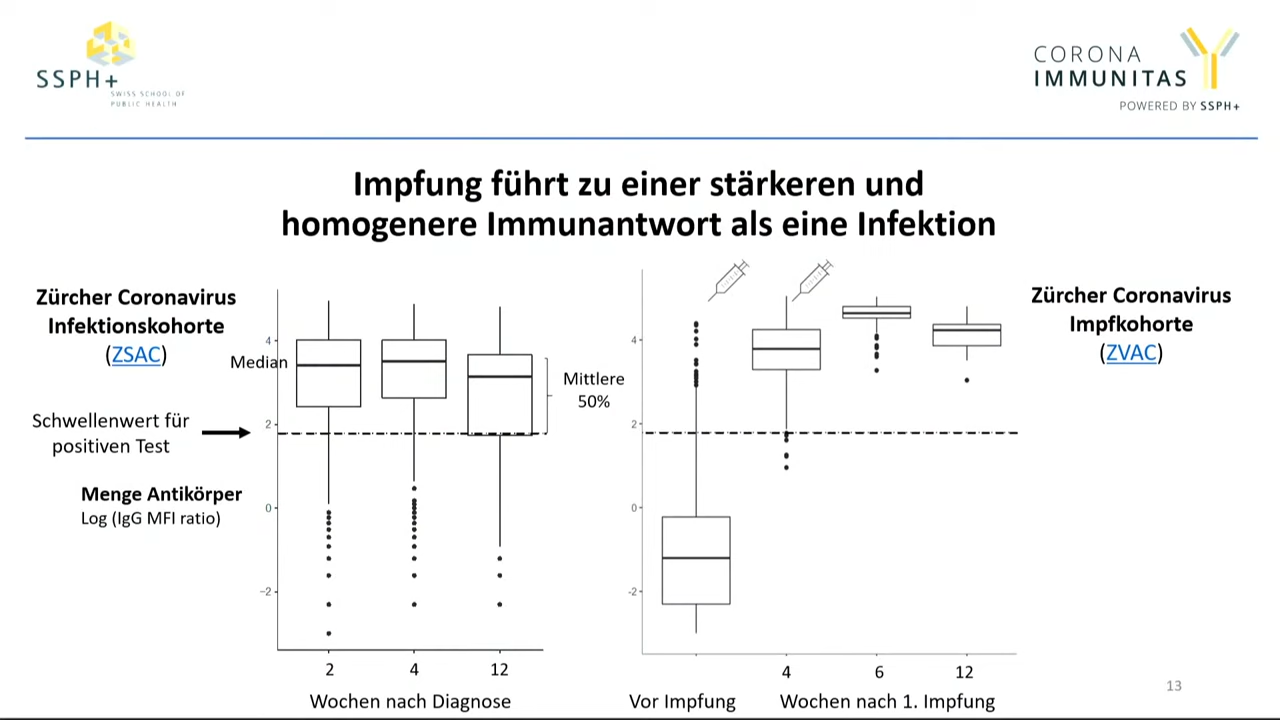 SSPH+
SWISS SCHOOL OF
PUBLIC HEALTH
CORONA
IMMUNITAS
POWERED BY SSPH+
Impfung führt zu einer stärkeren und
homogenere Immunantwort als eine Infektion
Zürcher Coronavirus
Infektionskohorte
(ZSAC)
Median
Schwellenwert für
positiven Test
Menge Antikörper
Log (IgG MFI ratio)
4
2
0
-2
Mittlere
50%
2 4 12
Wochen nach Diagnose
4
2
0
-2
4 6 12
Vor Impfung Wochen nach 1. Impfung
Zürcher Coronavirus
Impfkohorte
(ZVAC)
13